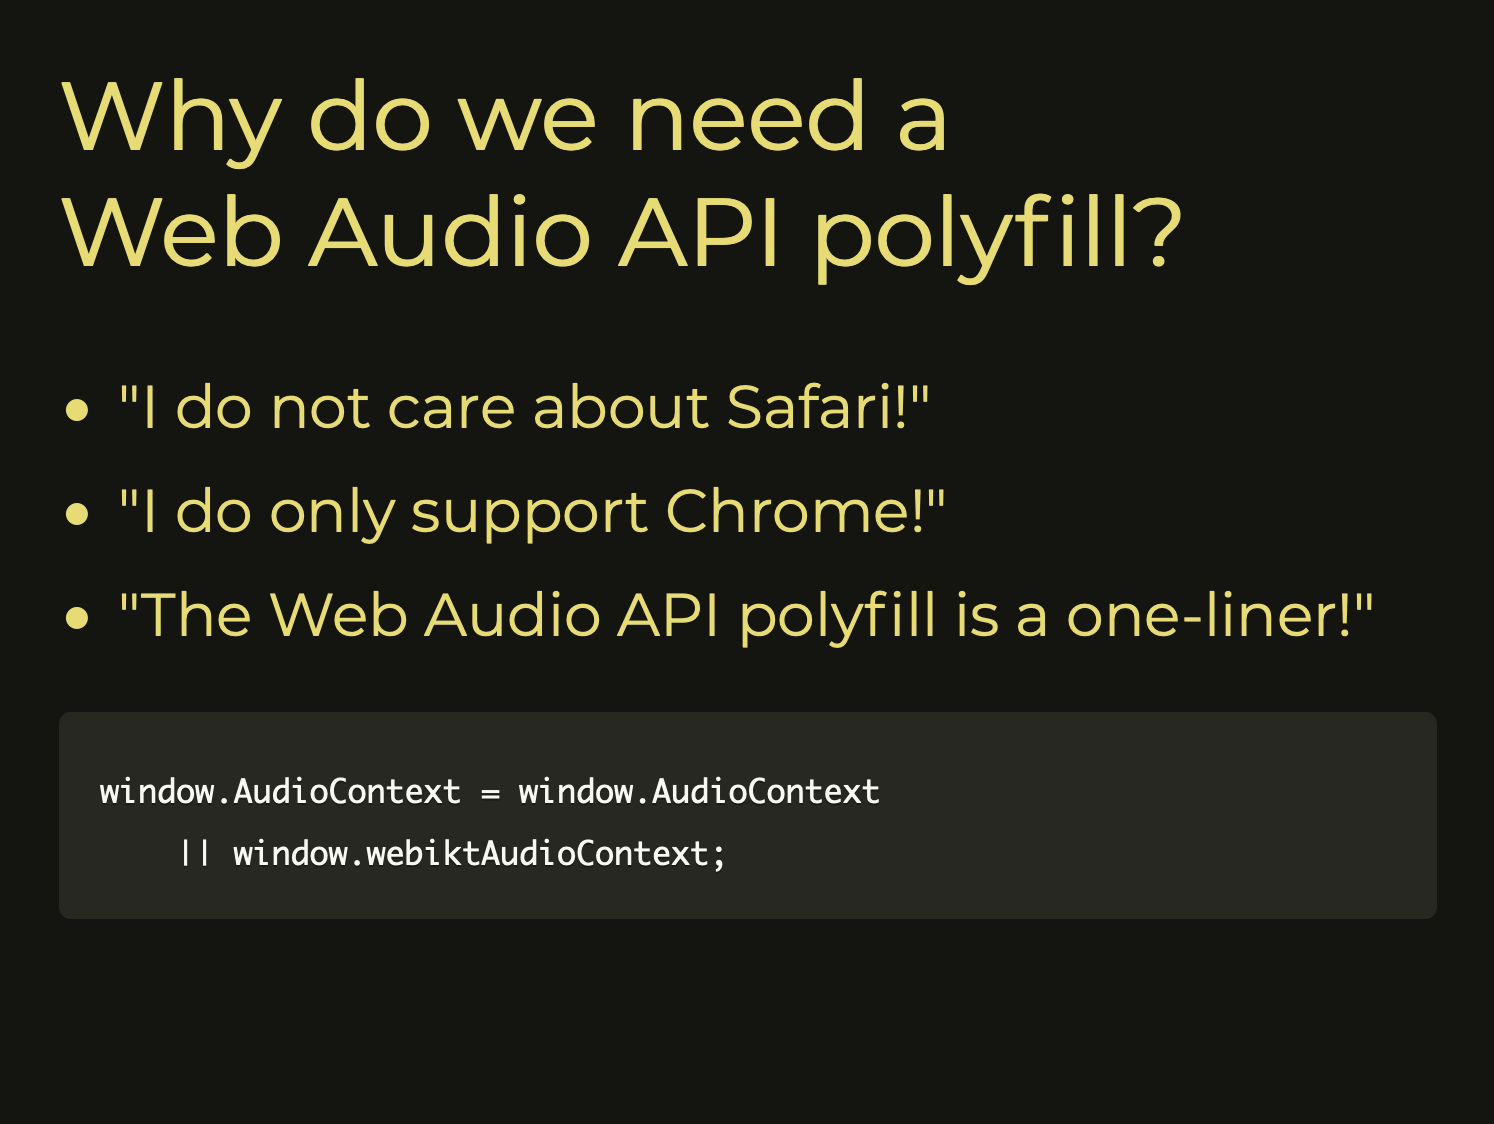 Why do we need a
Web Audio API polyfill?
• "I do not care about Safari!"
• "I do only support Chrome!"
• "The Web Audio API polyfill is a one-liner!"
window.AudioContext = window.AudioContext
    || window.webiktAudioContext;